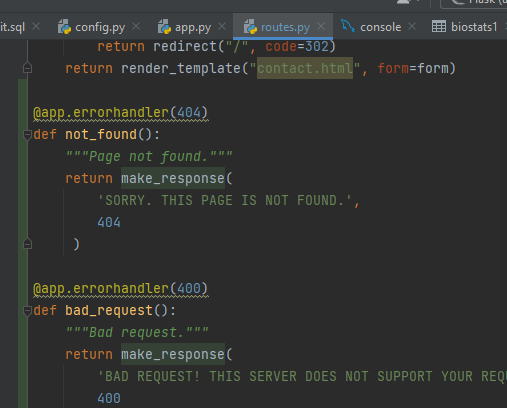 it.sql config.py app.py routes.py console biostats1
return redirect("/", code=302)
return render_template("contact.html", form=form)
@app.errorhandler(404)
def not_found():
"""Page not found."""
return make_response(
'SORRY. THIS PAGE IS NOT FOUND.',
404
)
@app.errorhandler(400)
def bad_request():
"""Bad request."""
return make_response(
'BAD REQUEST! THIS SERVER DOES NOT SUPPORT YOUR REQU
400